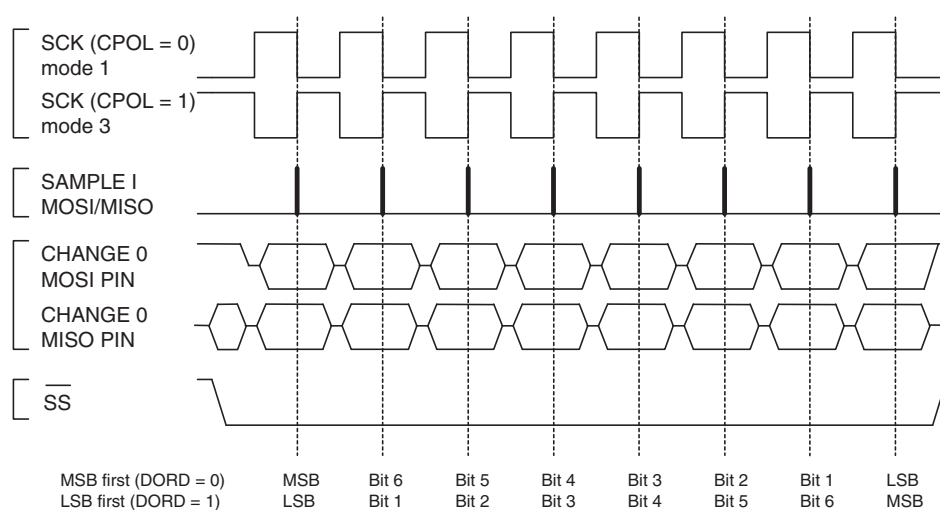 SCK (CPOL = 0)
mode 1
SCK (CPOL = 1)
mode 3
SAMPLE I
MOSI/MISO
CHANGE 0
MOSI PIN
CHANGE 0
MISO PIN
SS
MSB first (DORD = 0) MSB Bit 6 Bit 5 Bit 4 Bit 3 Bit 2 Bit 1 LSB
LSB first (DORD = 1) LSB Bit 1 Bit 2 Bit 3 Bit 4 Bit 5 Bit 6 MSB